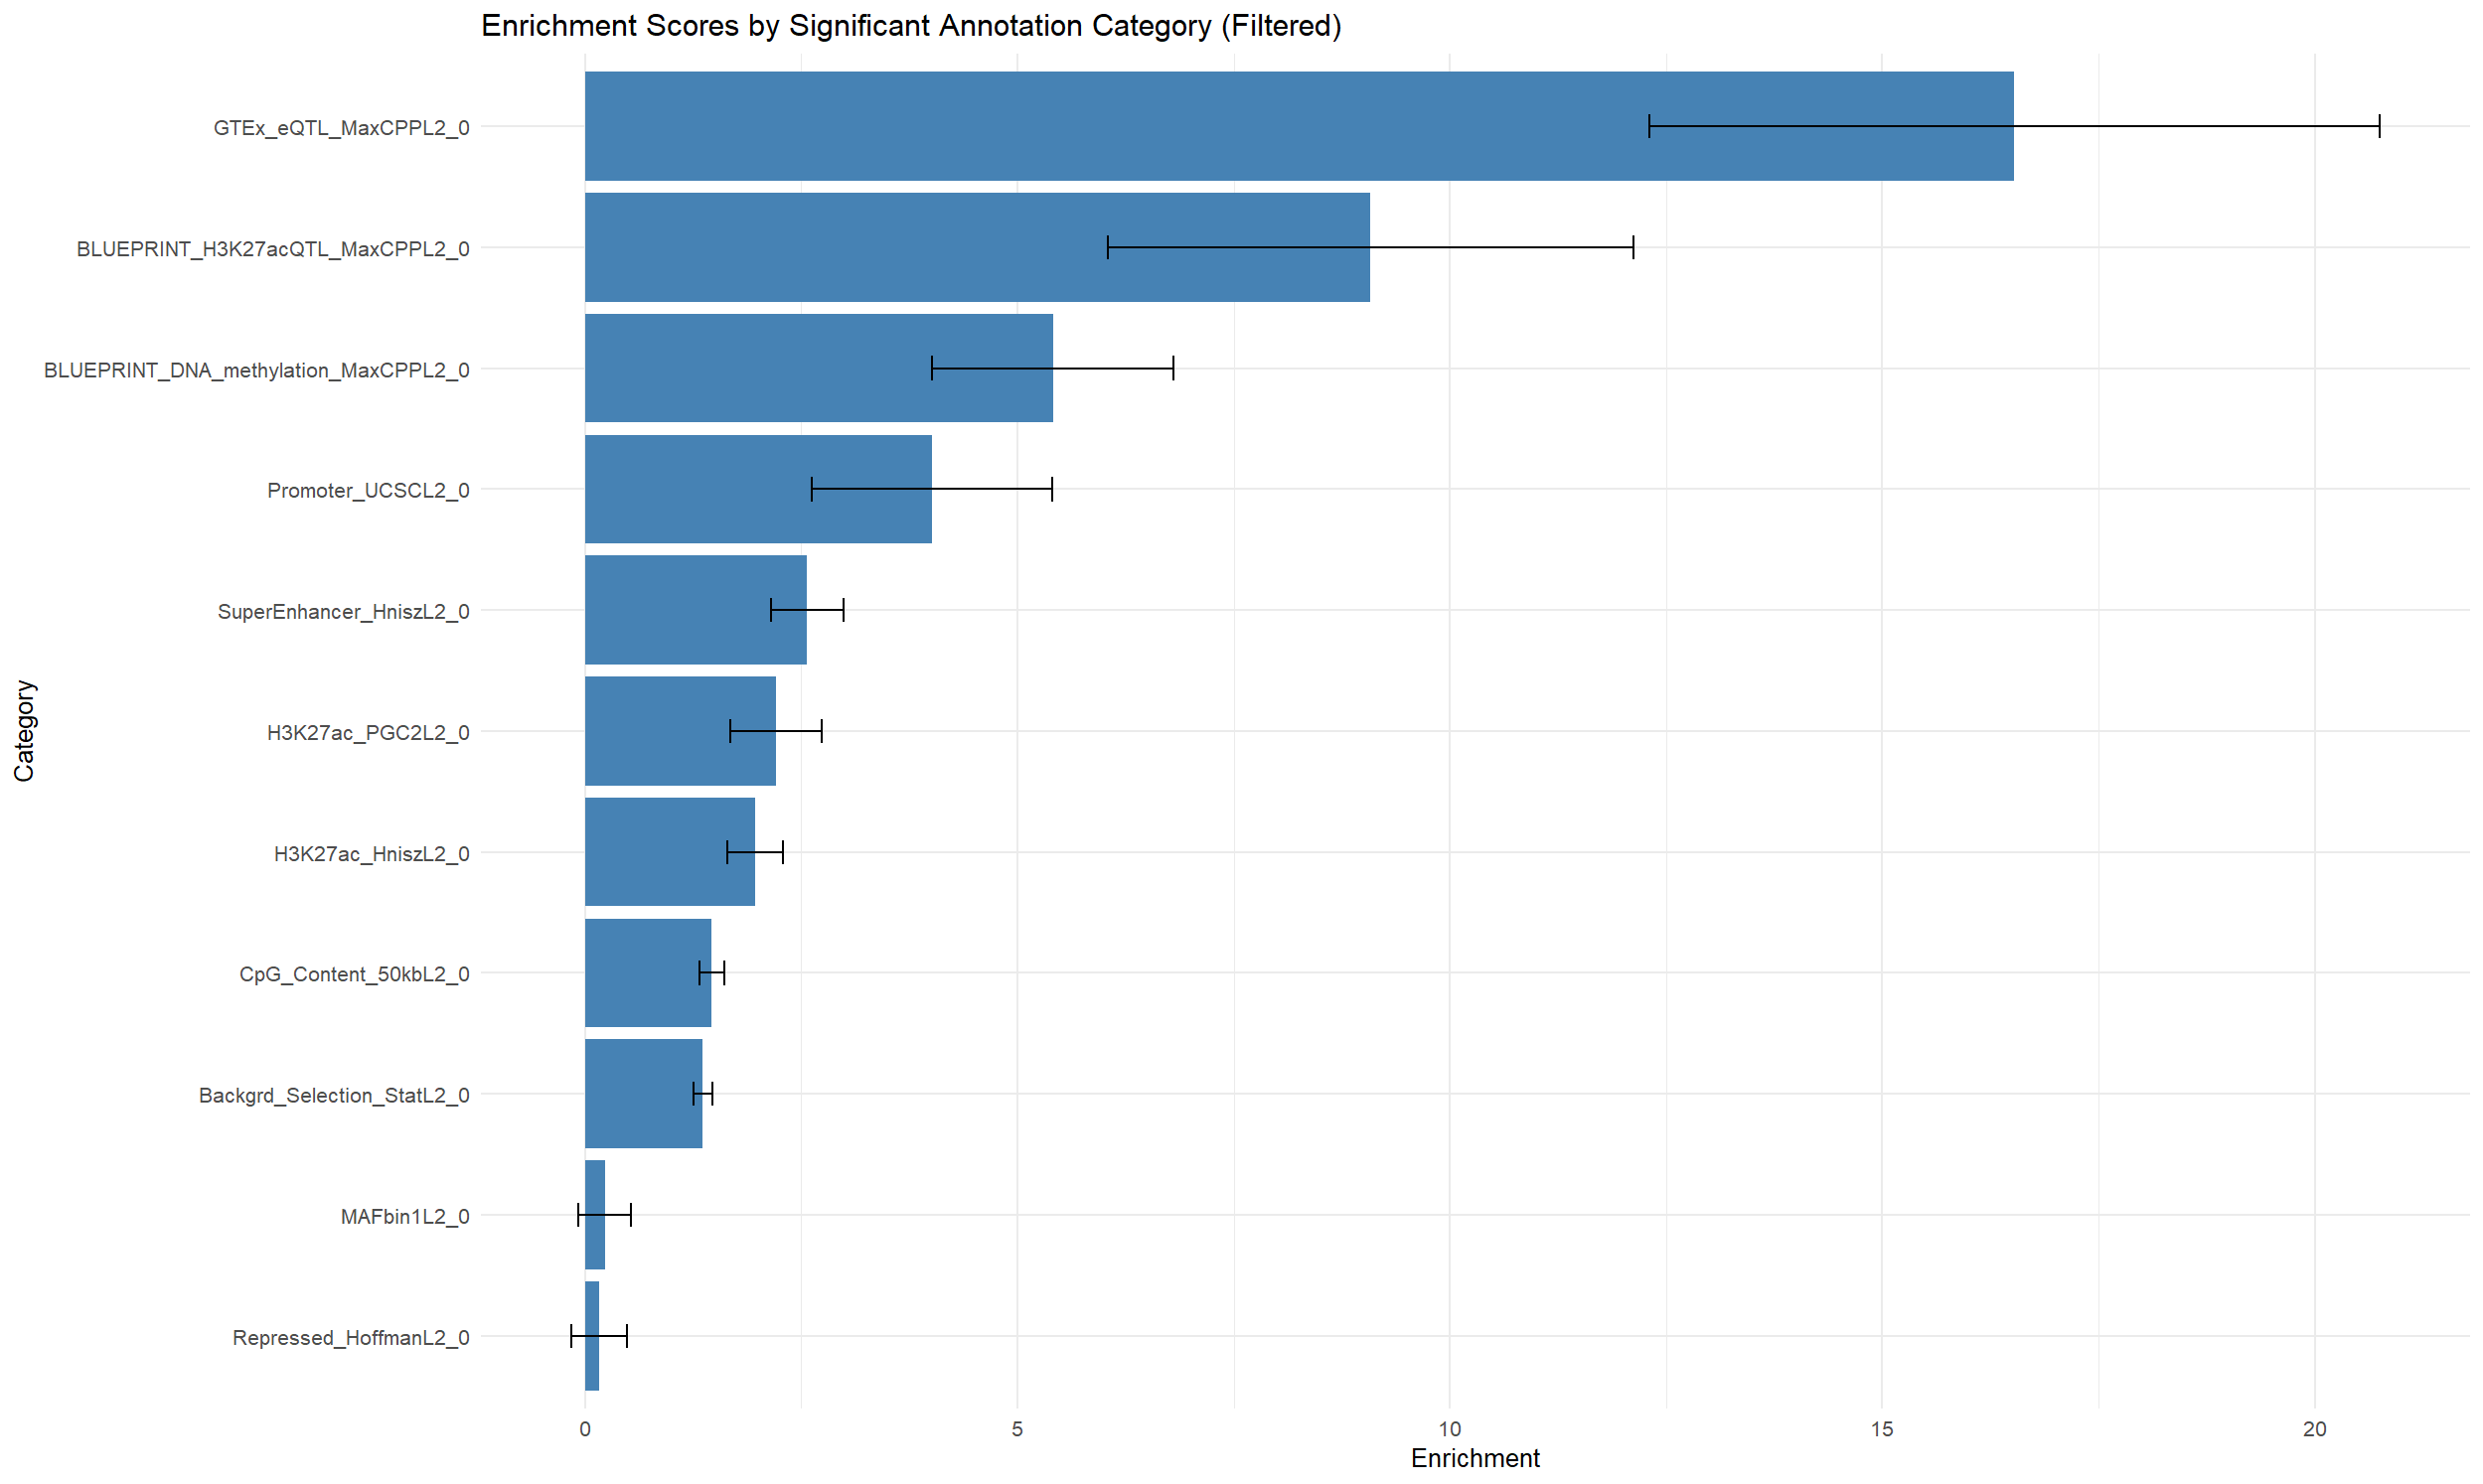 Enrichment Scores by Significant Annotation Category (Filtered)
GTEx_eQTL_MaxCPPL2_0
BLUEPRINT_H3K27acQTL_MaxCPPL2_0
BLUEPRINT_DNA_methylation_MaxCPPL2_0
Promoter_UCSCL2_0
SuperEnhancer_HniszL2_0
H3K27ac_PGC2L2_0
H3K27ac_HniszL2_0
CpG_Content_50kbL2_0
Backgrd_Selection_StatL2_0
MAFbin1L2_0
Repressed_HoffmanL2_0
Category
0 5 10 15 20
Enrichment